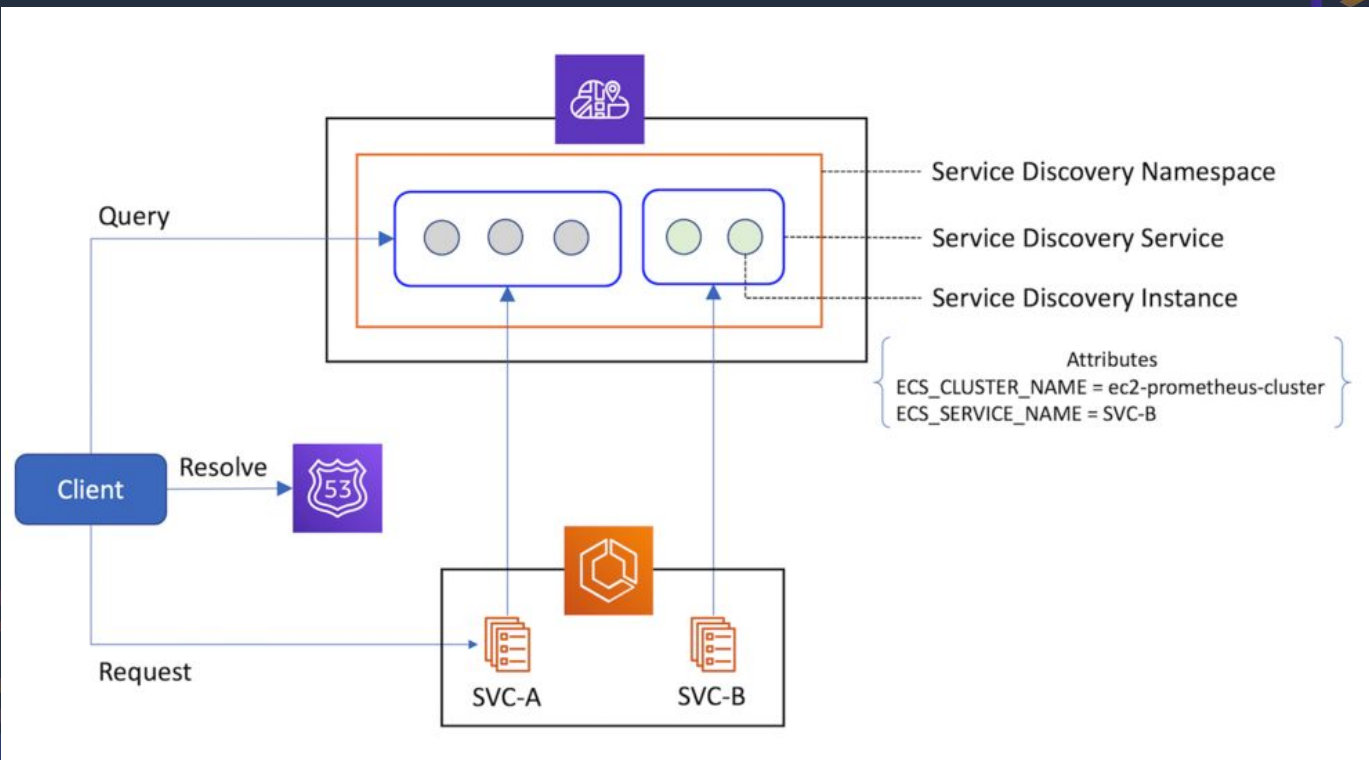 Query
Service Discovery Namespace
Service Discovery Service
Service Discovery Instance
Attributes
ECS_CLUSTER_NAME = ec2-prometheus-cluster
ECS_SERVICE_NAME = SVC-B
Client
Resolve
53
Request
SVC-A
SVC-B